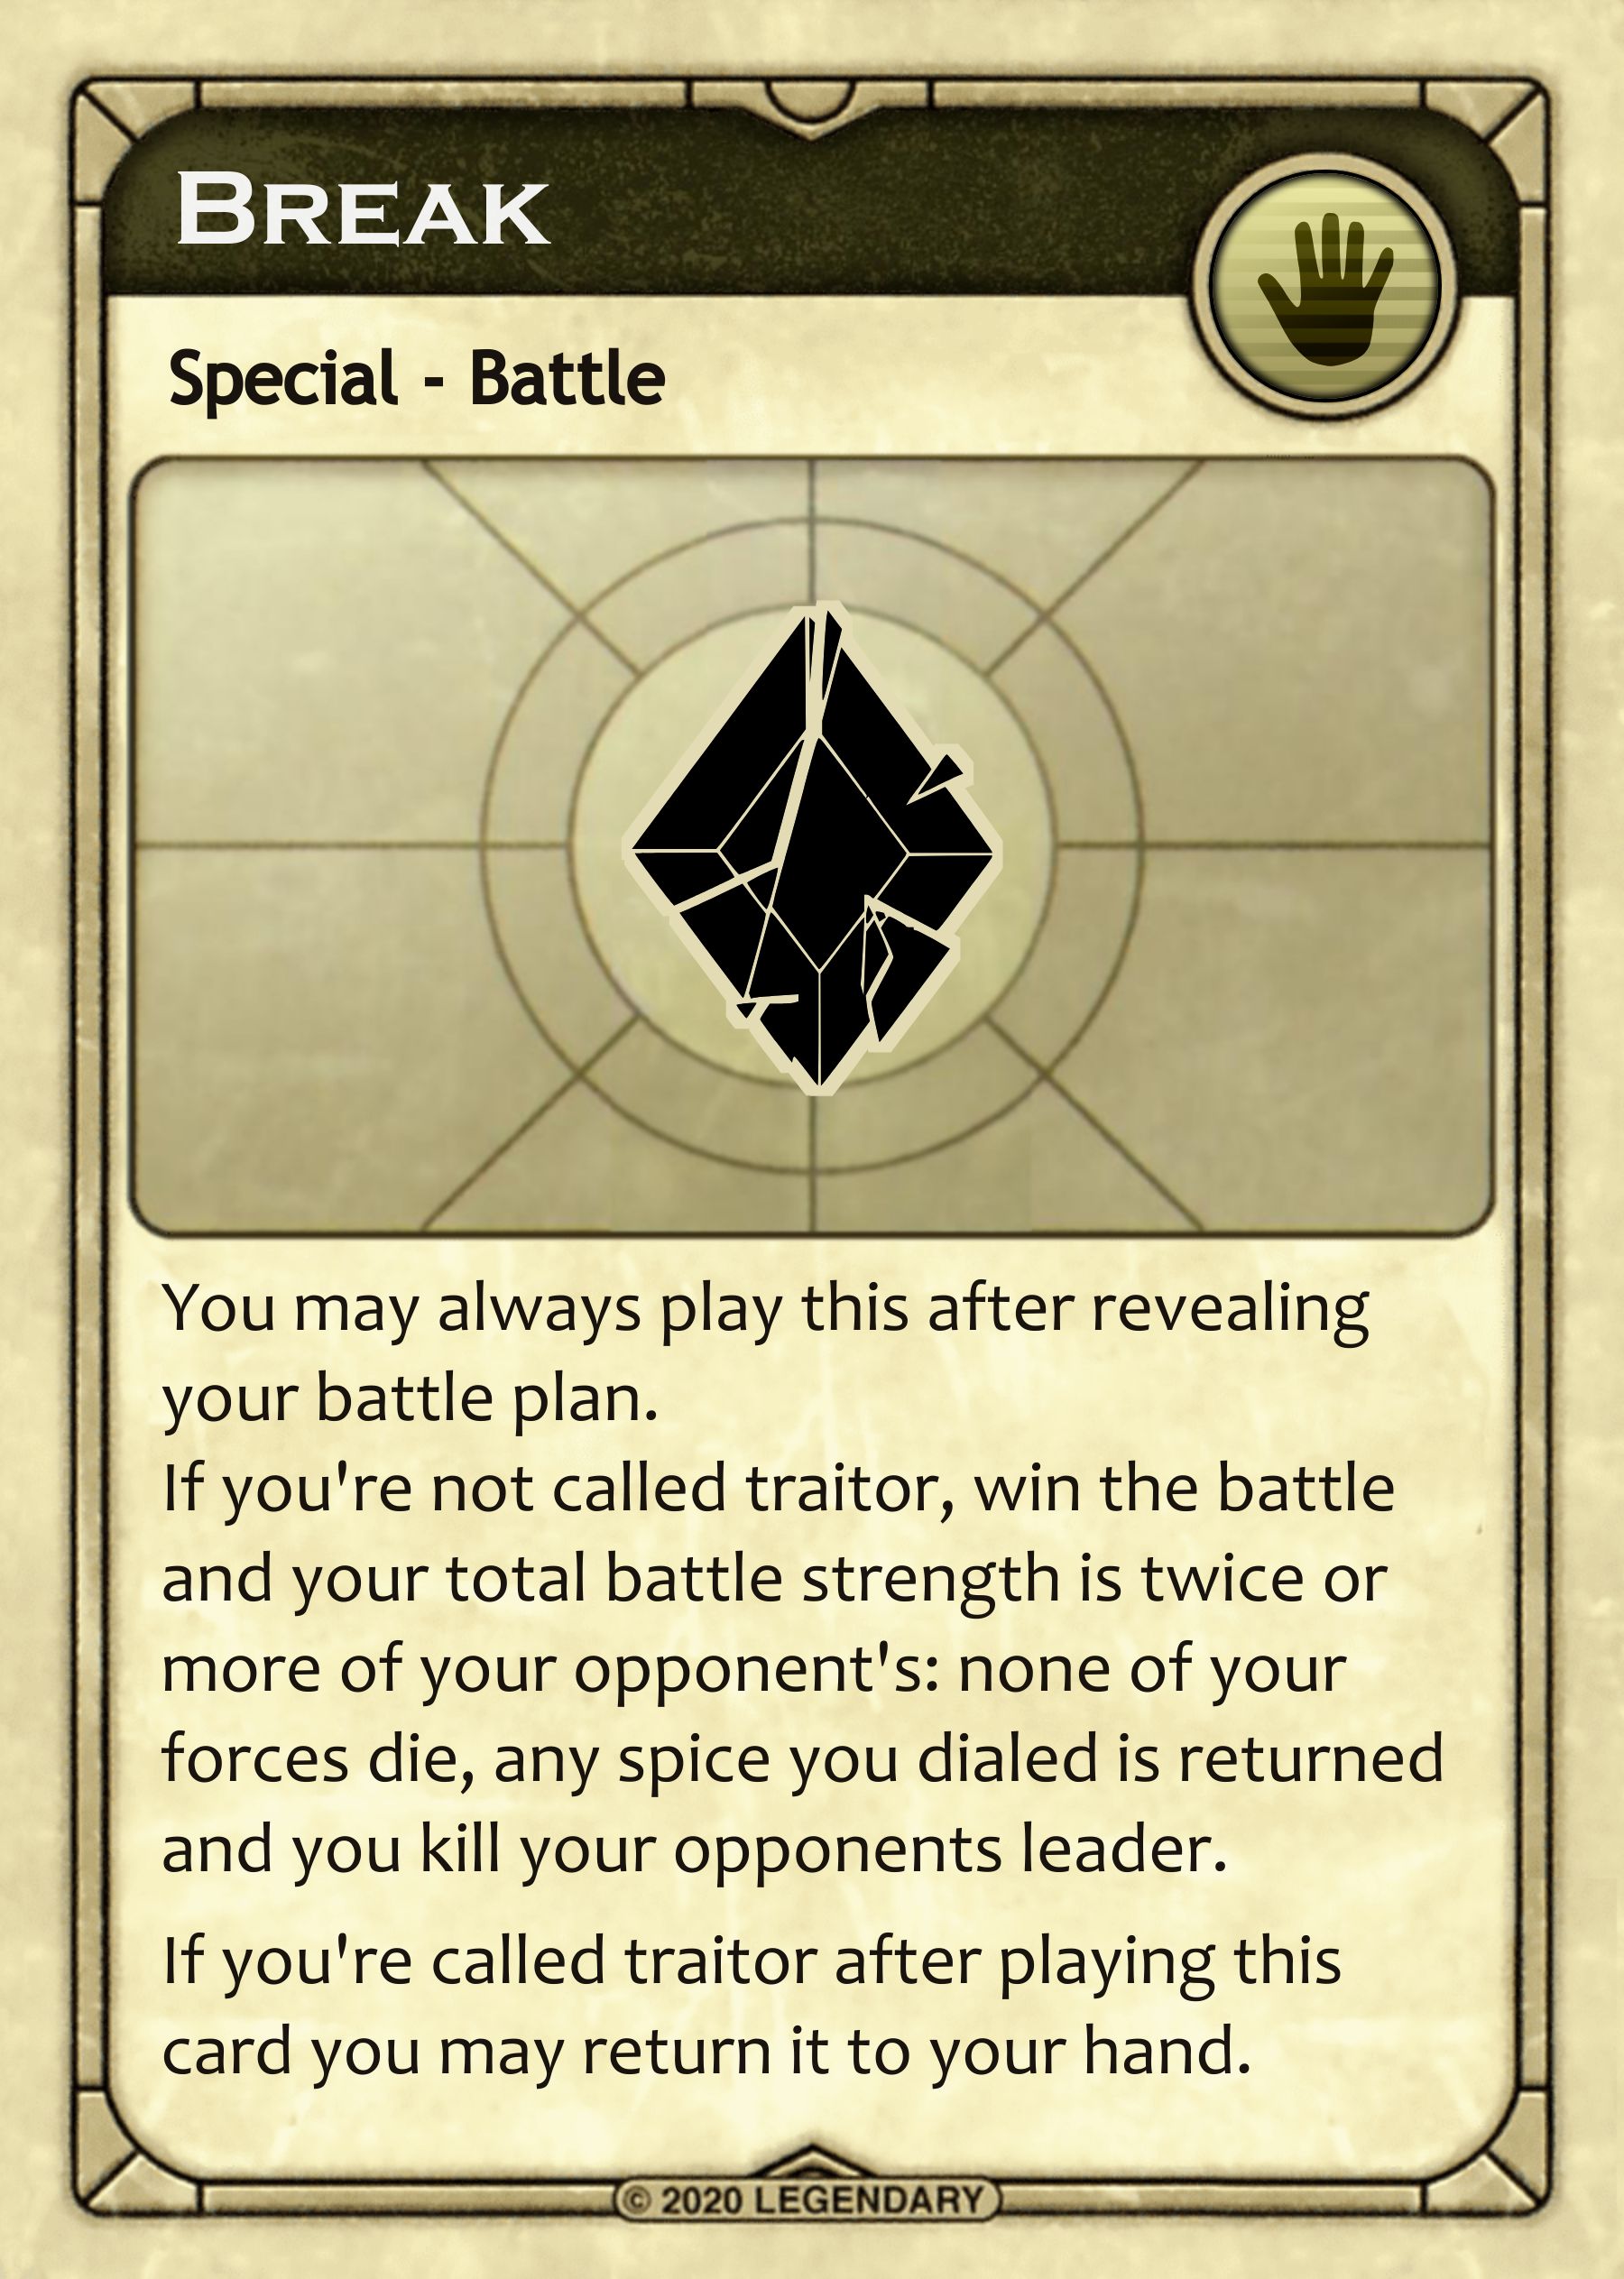 BREAK
Special - Battle
You may always play this after revealing
your battle plan.
If you're not called traitor, win the battle
and your total battle strength is twice or
more of your opponent's: none of your
forces die, any spice you dialed is returned
and you kill your opponents leader.
If you're called traitor after playing this
card you may return it to your hand.
© 2020 LEGENDARY